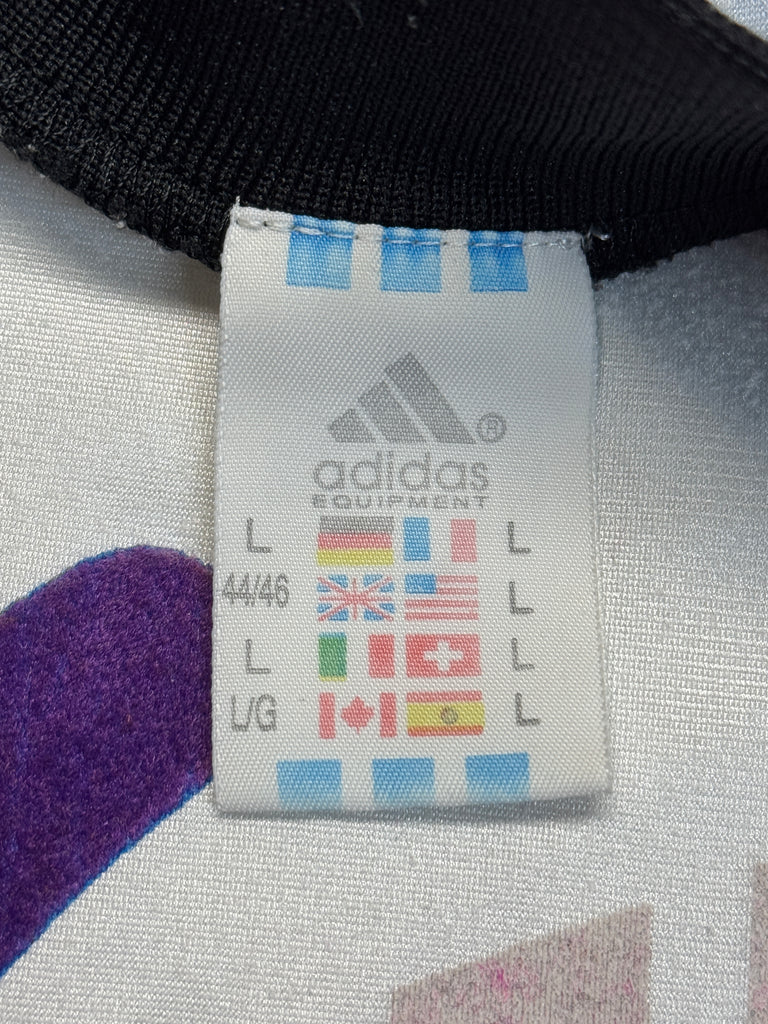 ®
adidas
EQUIPMENT
L L
44/46 L
L L
L/G L